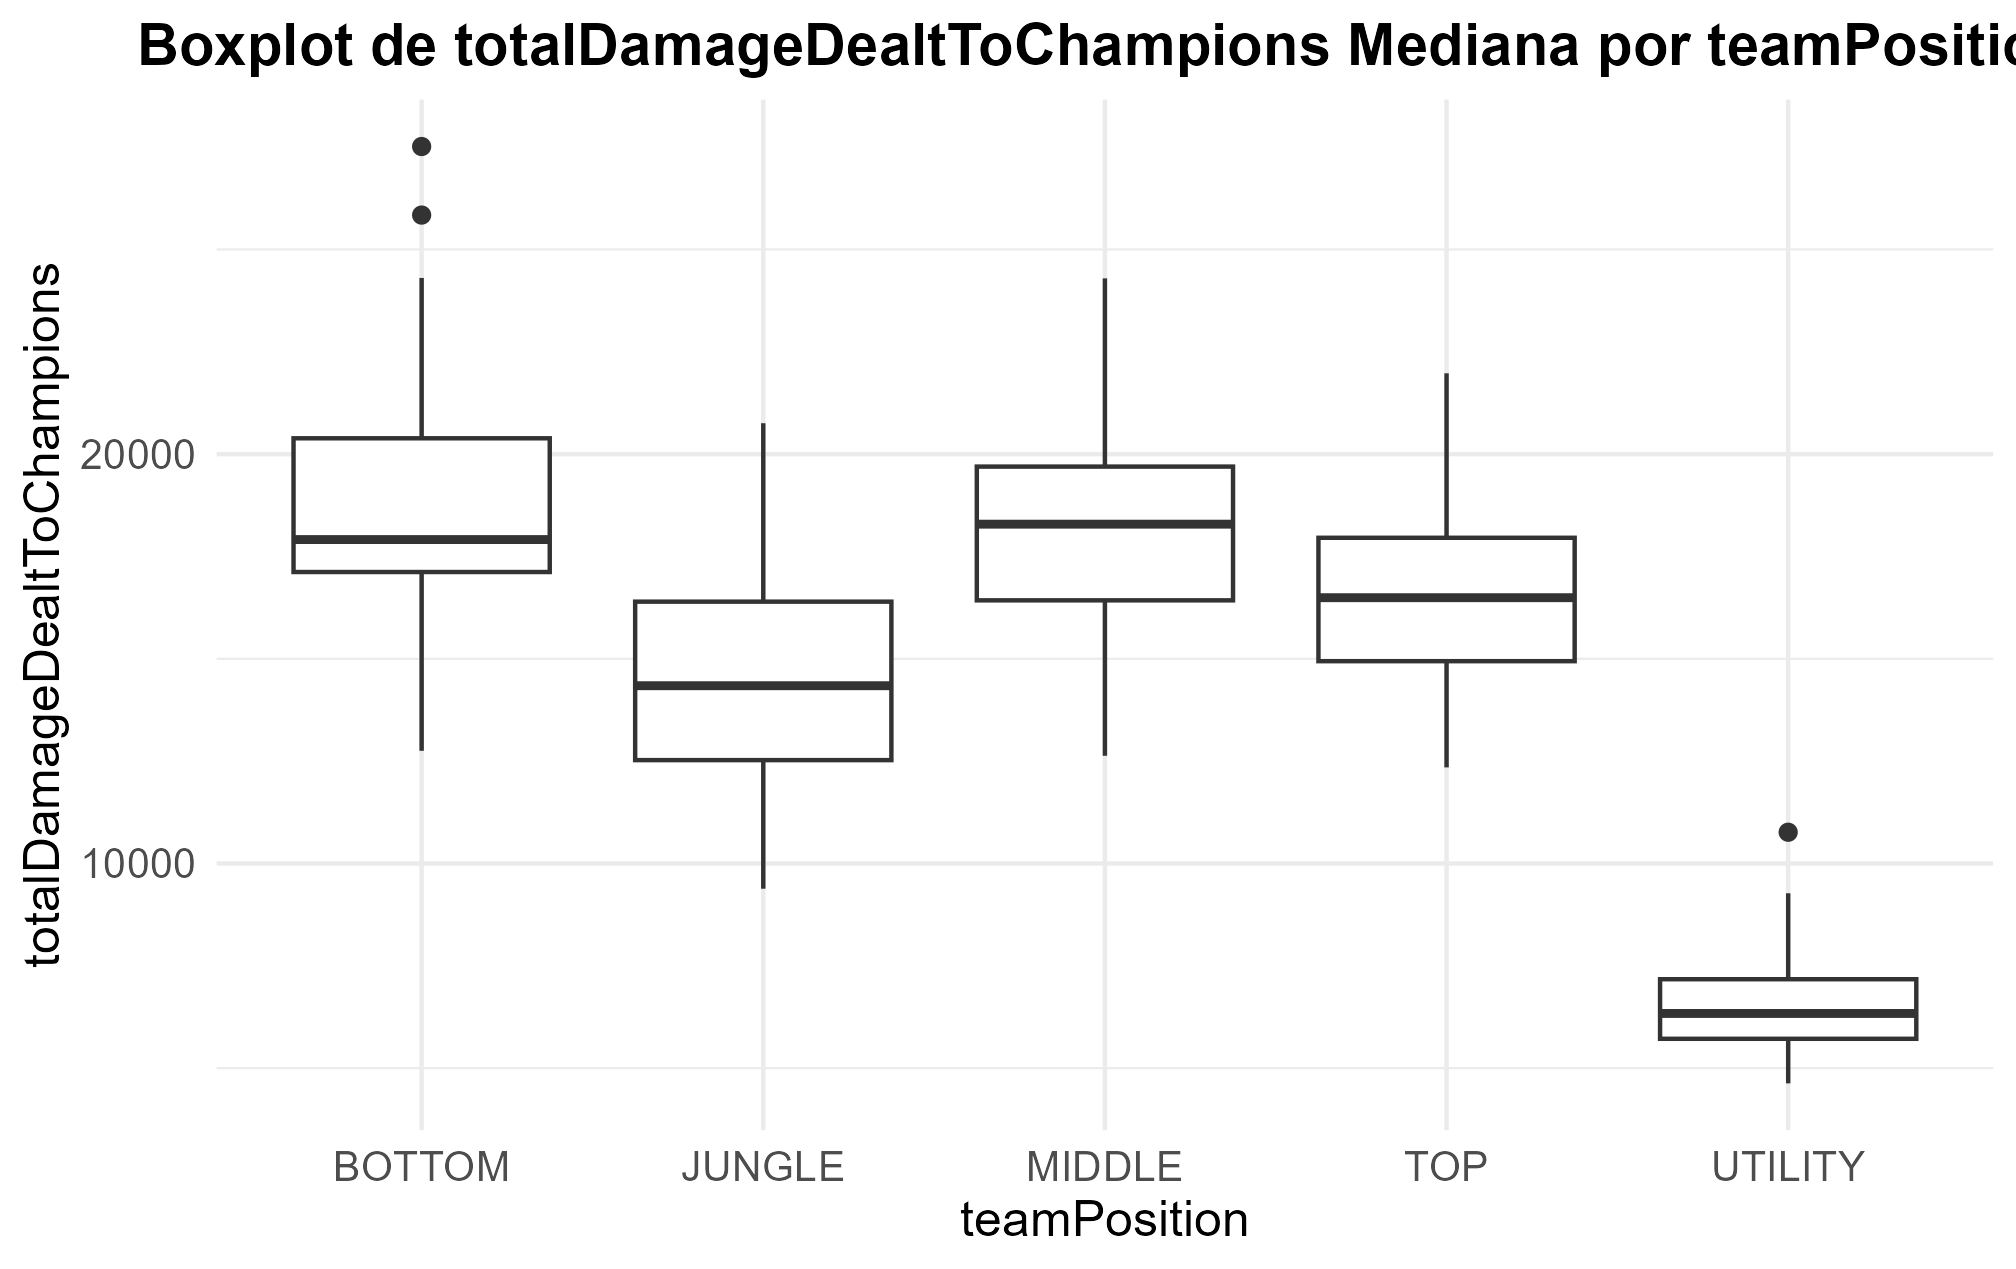 Boxplot de totalDamageDealtToChampions Mediana por teamPositio
totalDamageDealtToChampions
20000
10000
BOTTOM JUNGLE MIDDLE TOP UTILITY
teamPosition